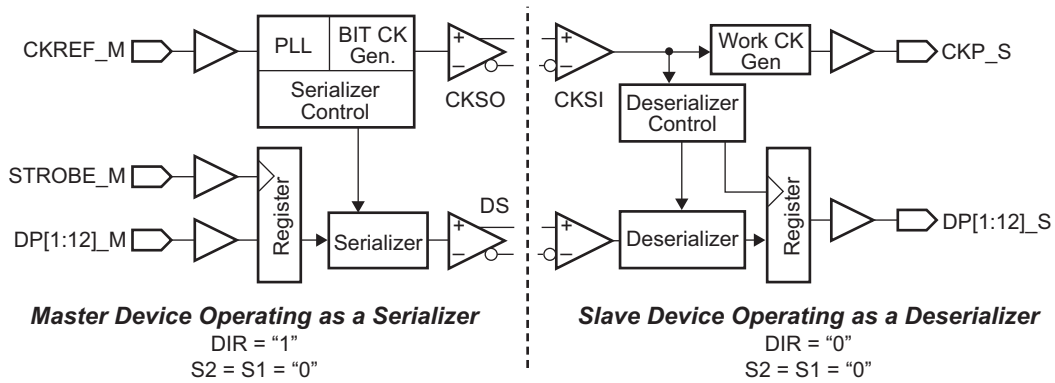 CKREF_M
PLL
BIT CK
Gen.
Serializer
Control
+
−
CKSO
STROBE_M
DP[1:12]_M
Register
Serializer
DS
+
−
+
−
CKSI
Work CK
Gen
CKP_S
Deserializer
Control
+
−
Deserializer
Register
DP[1:12]_S
Master Device Operating as a Serializer
DIR = “1”
S2 = S1 = “0”
Slave Device Operating as a Deserializer
DIR = “0”
S2 = S1 = “0”